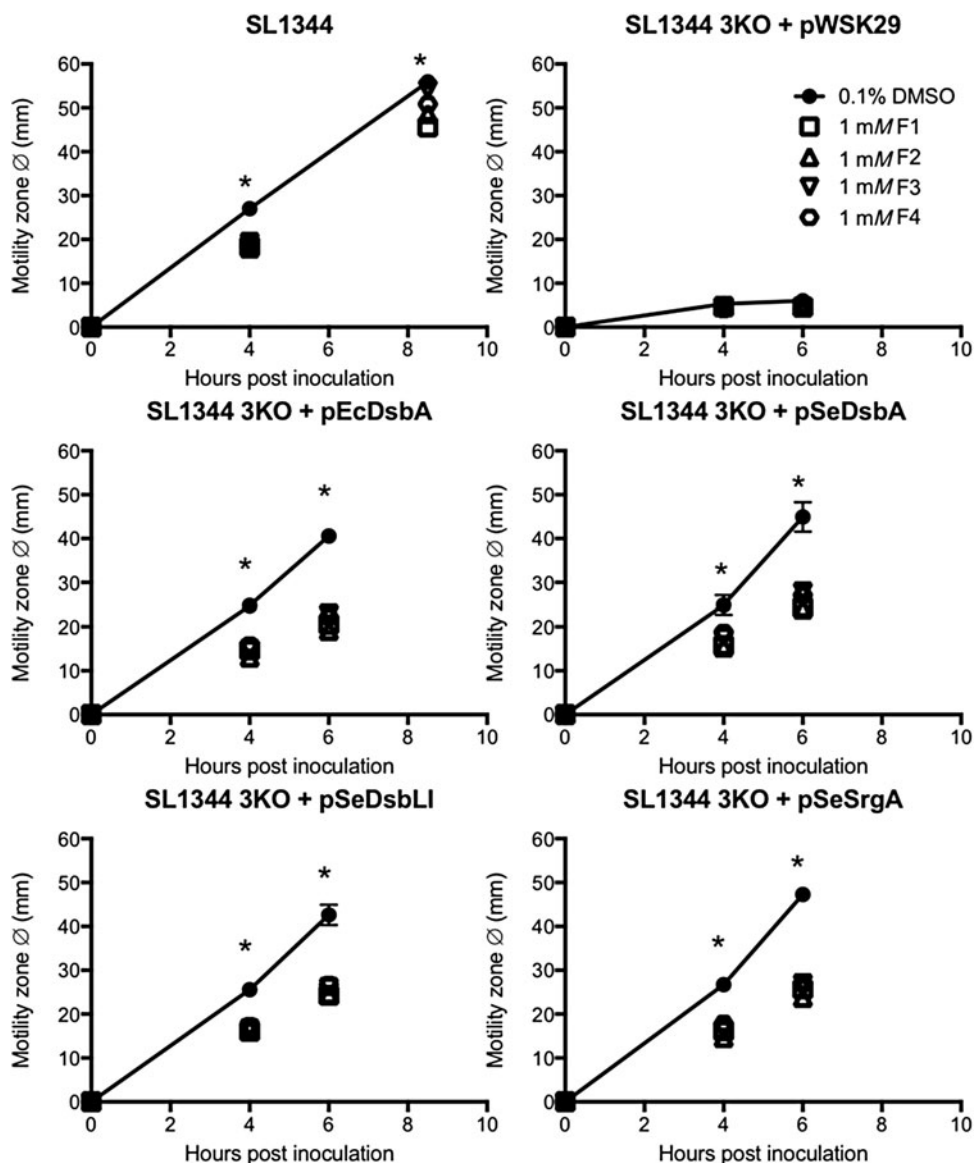 SL1344
60
50
40
30
20
10
0
Motility zone Ø (mm)
*
*
0 2 4 6 8 10
Hours post inoculation
SL1344 3KO + pWSK29
60
50
40
30
20
10
0
Motility zone Ø (mm)
0.1% DMSO
1 mM F1
1 mM F2
1 mM F3
1 mM F4
0 2 4 6 8 10
Hours post inoculation
SL1344 3KO + pEcDsbA
60
50
40
30
20
10
0
Motility zone Ø (mm)
*
*
0 2 4 6 8 10
Hours post inoculation
SL1344 3KO + pSeDsbA
60
50
40
30
20
10
0
Motility zone Ø (mm)
*
*
0 2 4 6 8 10
Hours post inoculation
SL1344 3KO + pSeDsbLI
60
50
40
30
20
10
0
Motility zone Ø (mm)
*
*
0 2 4 6 8 10
Hours post inoculation
SL1344 3KO + pSeSrgA
60
50
40
30
20
10
0
Motility zone Ø (mm)
*
*
0 2 4 6 8 10
Hours post inoculation